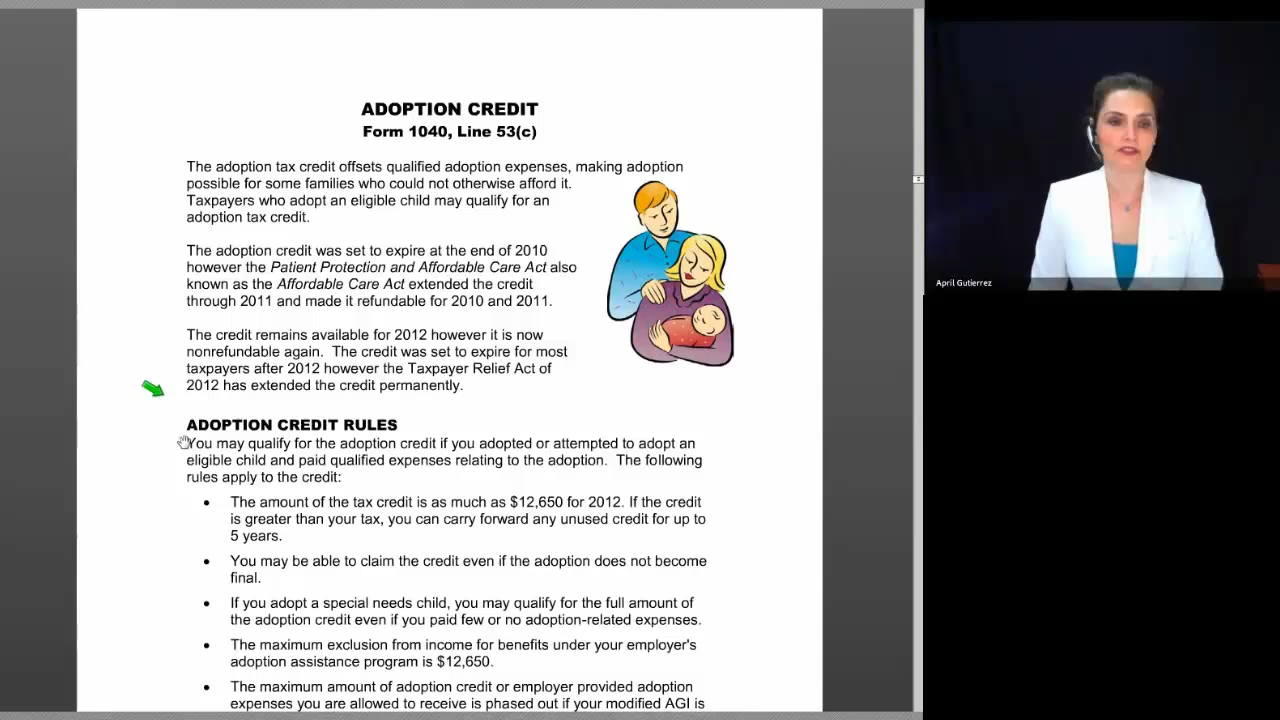 ADOPTION CREDIT
Form 1040, Line 53(c)
The adoption tax credit offsets qualified adoption expenses, making adoption
possible for some families who could not otherwise afford it.
Taxpayers who adopt an eligible child may qualify for an
adoption tax credit.
The adoption credit was set to expire at the end of 2010
however the Patient Protection and Affordable Care Act also
known as the Affordable Care Act extended the credit
through 2011 and made it refundable for 2010 and 2011.
The credit remains available for 2012 however it is now
nonrefundable again. The credit was set to expire for most
taxpayers after 2012 however the Taxpayer Relief Act of
2012 has extended the credit permanently.
ADOPTION CREDIT RULES
You may qualify for the adoption credit if you adopted or attempted to adopt an
eligible child and paid qualified expenses relating to the adoption. The following
rules apply to the credit:
• The amount of the tax credit is as much as $12,650 for 2012. If the credit
is greater than your tax, you can carry forward any unused credit for up to
5 years.
• You may be able to claim the credit even if the adoption does not become
final.
• If you adopt a special needs child, you may qualify for the full amount of
the adoption credit even if you paid few or no adoption-related expenses.
• The maximum exclusion from income for benefits under your employer's
adoption assistance program is $12,650.
• The maximum amount of adoption credit or employer provided adoption
expenses you are allowed to receive is phased out if your modified AGI is
April Gutierrez